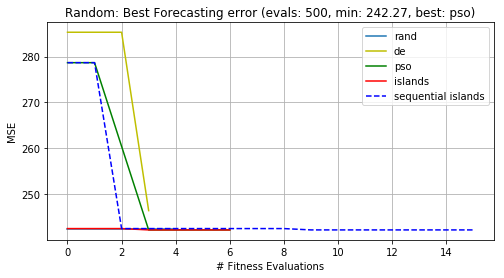 Random: Best Forecasting error (evals: 500, min: 242.27, best: pso)
rand
de
pso
islands
sequential islands
MSE
280
270
260
250
0 2 4 6 8 10 12 14
# Fitness Evaluations